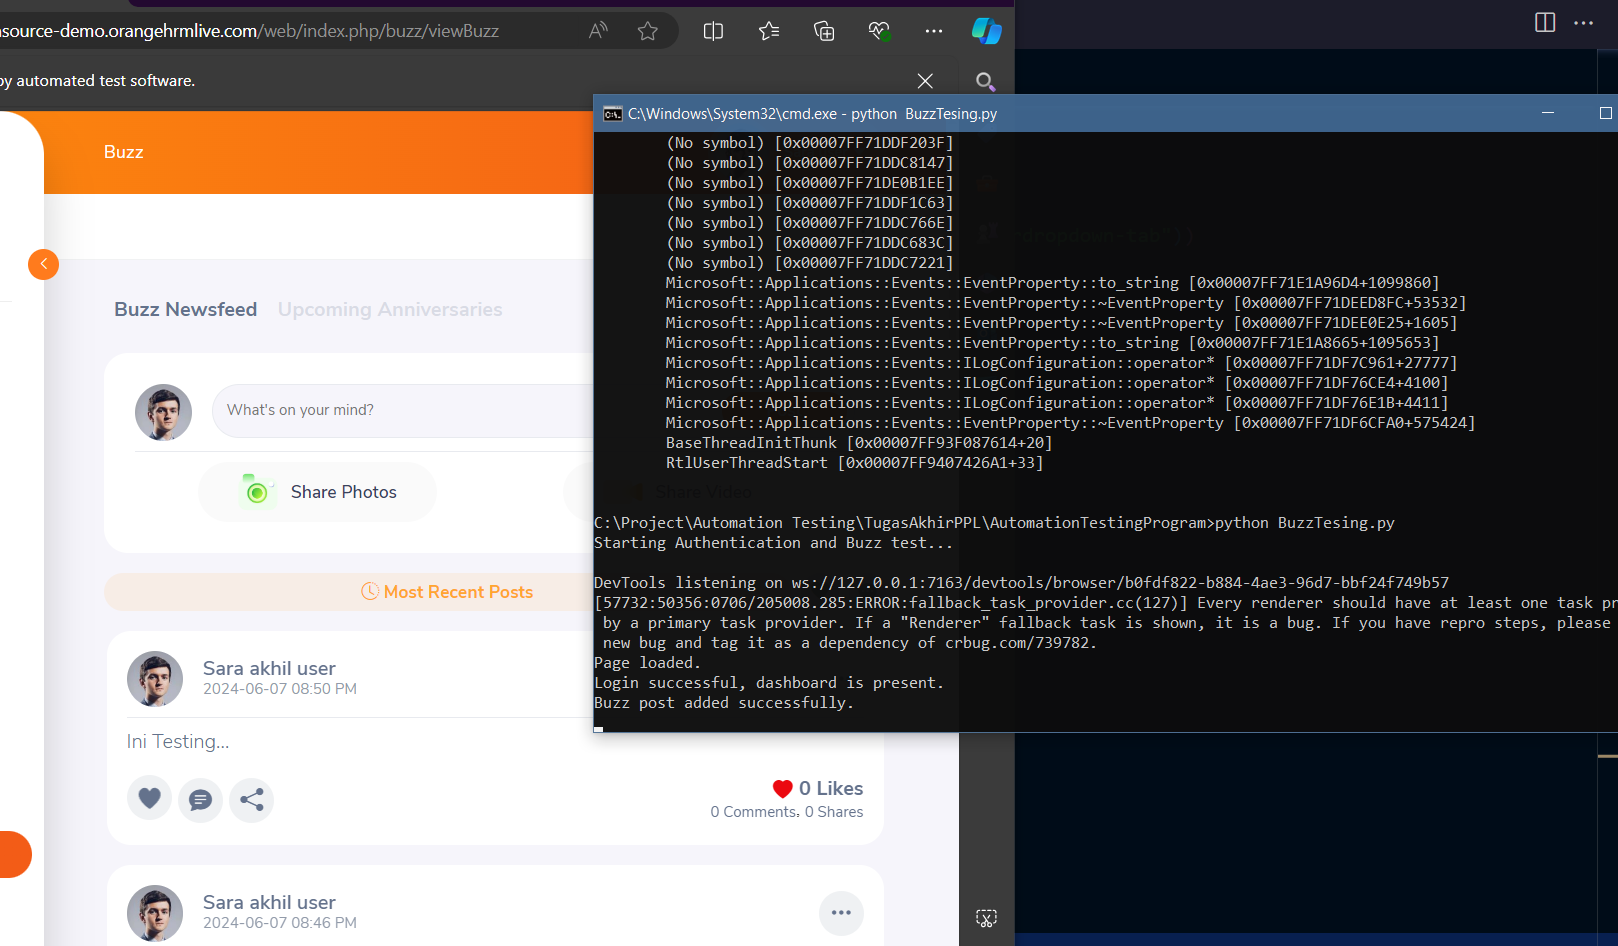 source-demo.orangehrmlive.com/web/index.php/buzz/viewBuzz
by automated test software.
Buzz
Buzz Newsfeed
Upcoming Anniversaries
What's on your mind?
Share Photos
Share Video
Most Recent Posts
Sara akhil user
2024-06-07 08:50 PM
Ini Testing...
0 Likes
0 Comments, 0 Shares
Sara akhil user
2024-06-07 08:46 PM
C:\Windows\System32\cmd.exe - python  BuzzTesing.py
(No symbol) [0x00007FF71DDF203F]
(No symbol) [0x00007FF71DDC8147]
(No symbol) [0x00007FF71DE0B1EE]
(No symbol) [0x00007FF71DDF1C63]
(No symbol) [0x00007FF71DDC766E]
(No symbol) [0x00007FF71DDC683C]
(No symbol) [0x00007FF71DDC7221]
Microsoft::Applications::Events::EventProperty::to_string [0x00007FF71E1A96D4+1099860]
Microsoft::Applications::Events::EventProperty::~EventProperty [0x00007FF71DEED8FC+53532]
Microsoft::Applications::Events::EventProperty::~EventProperty [0x00007FF71DEE0E25+1605]
Microsoft::Applications::Events::EventProperty::to_string [0x00007FF71E1A8665+1095653]
Microsoft::Applications::Events::ILogConfiguration::operator* [0x00007FF71DF7C961+27777]
Microsoft::Applications::Events::ILogConfiguration::operator* [0x00007FF71DF76CE4+4100]
Microsoft::Applications::Events::ILogConfiguration::operator* [0x00007FF71DF76E1B+4411]
Microsoft::Applications::Events::EventProperty::~EventProperty [0x00007FF71DF6CFA0+575424]
BaseThreadInitThunk [0x00007FF93F087614+20]
RtlUserThreadStart [0x00007FF9407426A1+33]
C:\Project\Automation Testing\TugasAkhirPPL\AutomationTestingProgram>python BuzzTesing.py
Starting Authentication and Buzz test...
DevTools listening on ws://127.0.0.1:7163/devtools/browser/b0fdf822-b884-4ae3-96d7-bbf24f749b57
[57732:50356:0706/205008.285:ERROR:fallback_task_provider.cc(127)] Every renderer should have at least one task pr
by a primary task provider. If a "Renderer" fallback task is shown, it is a bug. If you have repro steps, please
new bug and tag it as a dependency of crbug.com/739782.
Page loaded.
Login successful, dashboard is present.
Buzz post added successfully.